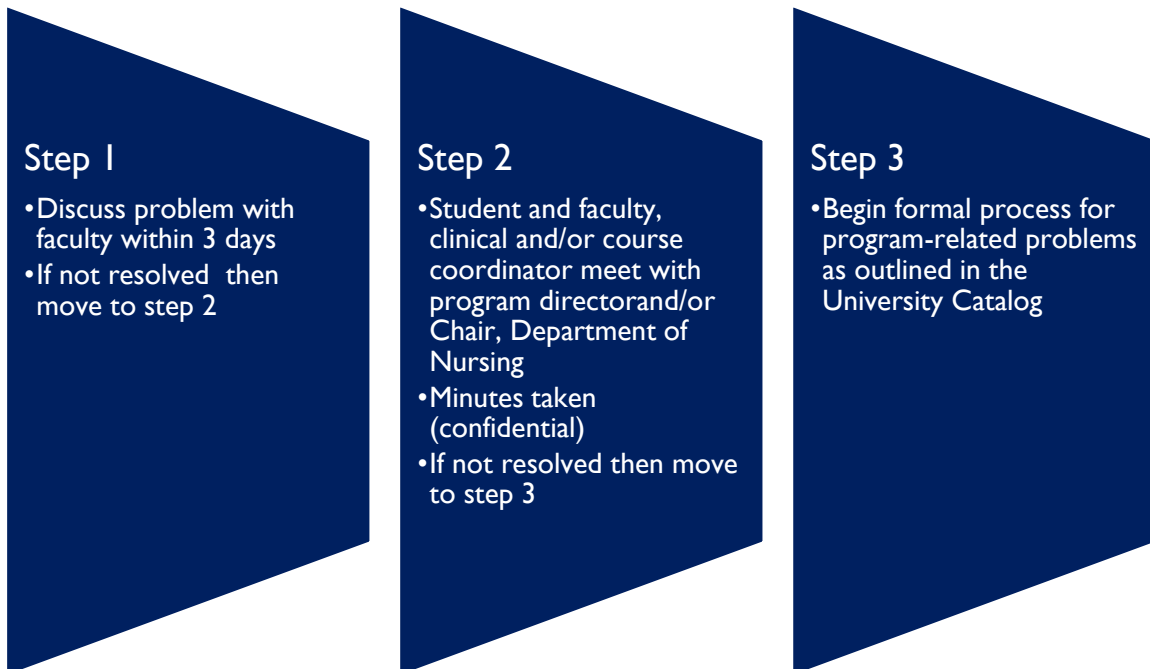 Step 1
•Discuss problem with
faculty within 3 days
•If not resolved  then
move to step 2
Step 2
•Student and faculty,
clinical and/or course
coordinator meet with
program directorand/or
Chair, Department of
Nursing
•Minutes taken
(confidential)
•If not resolved then move
to step 3
Step 3
•Begin formal process for
program-related problems
as outlined in the
University Catalog